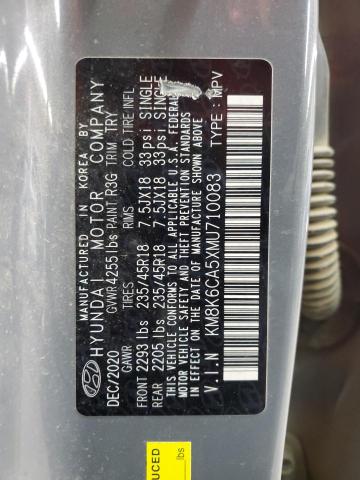 MANUFACTURED IN KOREA BY
HYUNDAI MOTOR COMPANY
DEC/2020 GVWR 4255 lbs PAINT R3G TRIM TRY
GAWR TIRES RIMS COLD TIRE INFL
FRONT 2293 lbs 235/45R18 7.5JX18 33psi SINGLE
REAR 2205 lbs 235/45R18 7.5JX18 33psi SINGLE
THIS VEHICLE CONFORMS TO ALL APPLICABLE U.S.A. FEDERAL
MOTOR VEHICLE SAFETY, BUMPER, AND THEFT PREVENTION STANDARDS
IN EFFECT ON THE DATE OF MANUFACTURE SHOWN ABOVE.
V.I.N KM8K6CA5XMU710083 TYPE : MPV
UCED
lbs